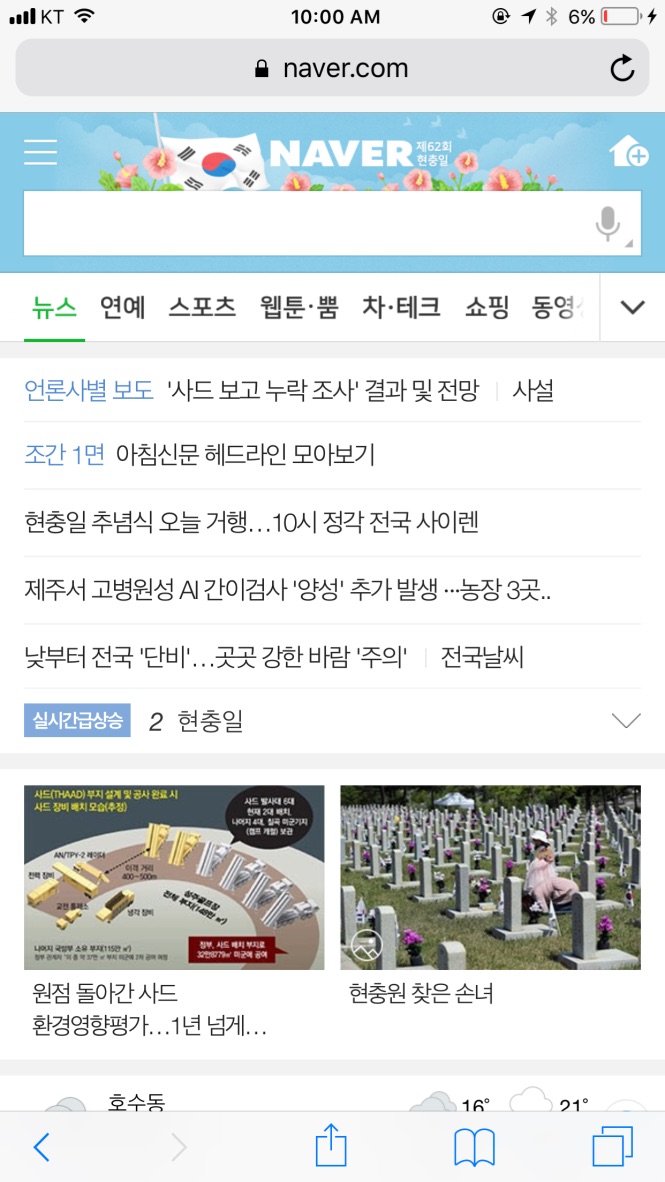 KT 10:00 AM 6%
naver.com
NAVER 제62회
현충일
뉴스 연예 스포츠 웹툰·뿜 차·테크 쇼핑 동영
언론사별 보도 '사드 보고 누락 조사' 결과 및 전망 | 사설
조간 1면 아침신문 헤드라인 모아보기
현충일 추념식 오늘 거행…10시 정각 전국 사이렌
제주서 고병원성 AI 간이검사 '양성' 추가 발생 …농장 3곳..
낮부터 전국 '단비'…곳곳 강한 바람 '주의' | 전국날씨
실시간급상승 2 현충일
사드(THAAD) 부지 설계 및 공사 완료 시
사드 장비 배치 모습(추정)
사드 발사대 6대
현재 2대 배치,
나머지 4대, 칠곡 미군기지
(캠프 캐럴) 보관
AN/TPY-2 레이더
이격 거리
400~500m
전력 장비
교전 통제소
냉각 장비
성주골프장
전체 부지(148만㎡)
나머지 국방부 소유 부지(115만 ㎡)
정부, 사드 배치 부지로
32만8779㎡ 미군에 공여
원점 돌아간 사드
환경영향평가…1년 넘게…
현충원 찾은 손녀
호수동 16° 21°